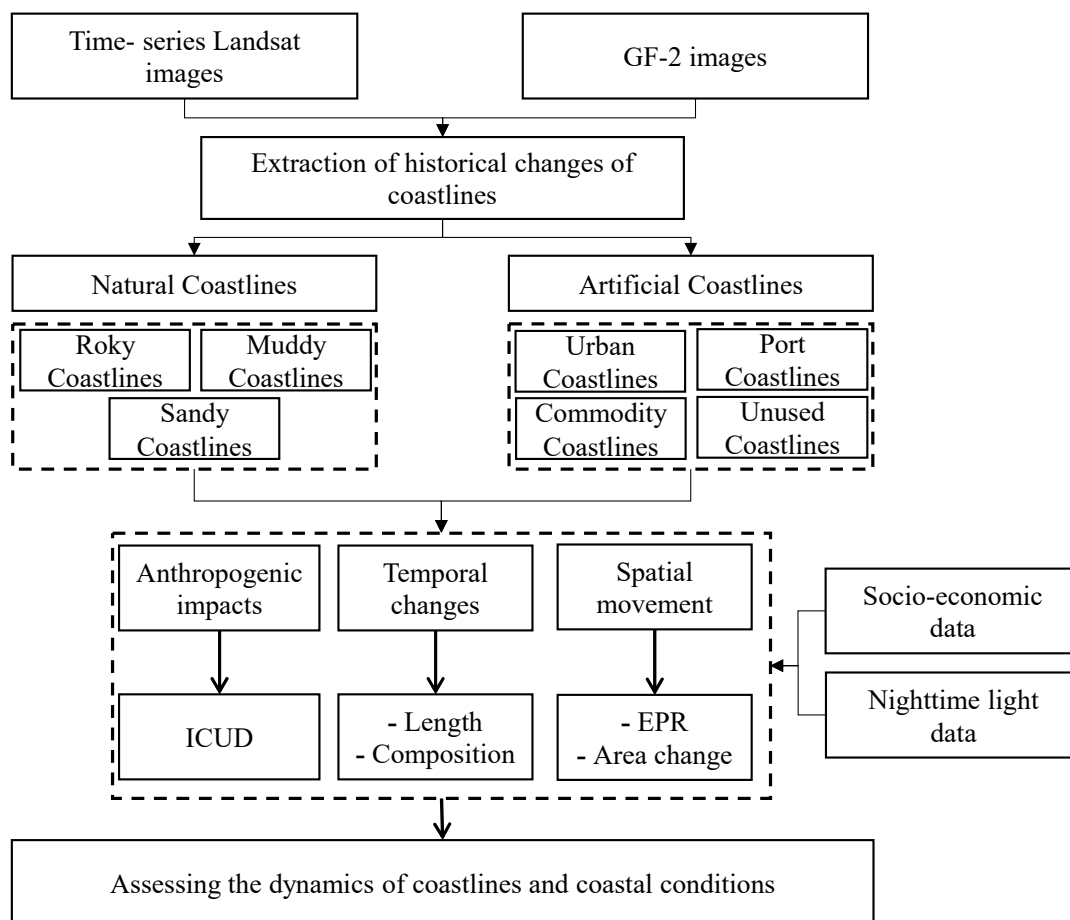 Time- series Landsat
images
GF-2 images
Extraction of historical changes of
coastlines
Natural Coastlines
Artificial Coastlines
Roky
Coastlines
Muddy
Coastlines
Sandy
Coastlines
Urban
Coastlines
Port
Coastlines
Commodity
Coastlines
Unused
Coastlines
Anthropogenic
impacts
Temporal
changes
Spatial
movement
ICUD
- Length
- Composition
- EPR
- Area change
Socio-economic
data
Nighttime light
data
Assessing the dynamics of coastlines and coastal conditions